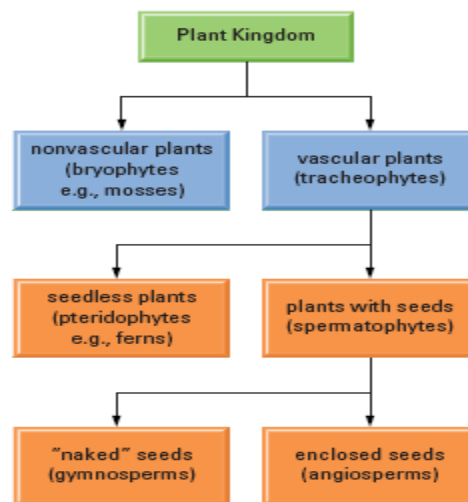 Plant Kingdom
nonvascular plants
(bryophytes
e.g., mosses)
vascular plants
(tracheophytes)
seedless plants
(pteridophytes
e.g., ferns)
plants with seeds
(spermatophytes)
"naked" seeds
(gymnosperms)
enclosed seeds
(angiosperms)